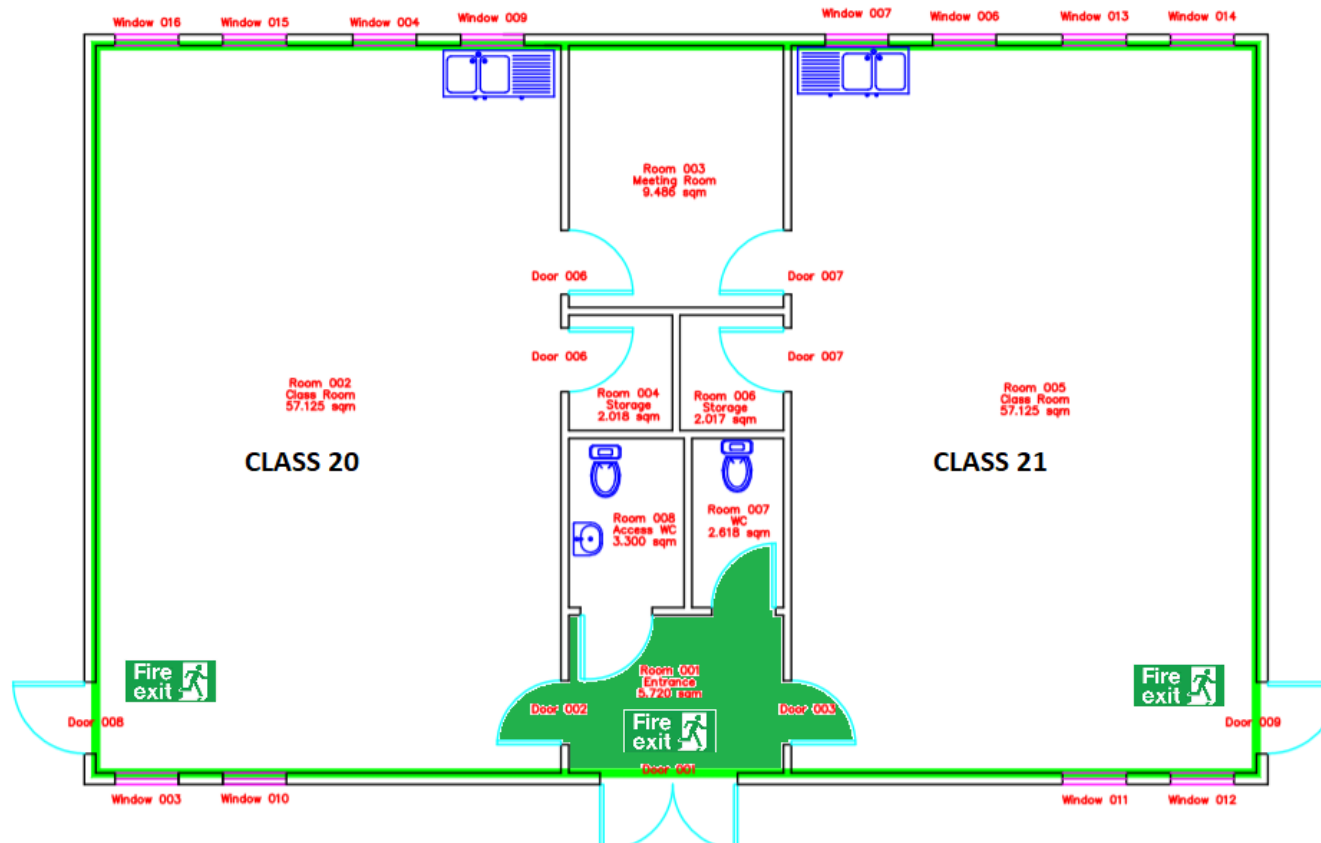 Window 016
Window 015
Window 004
Window 009
Window 007
Window 006
Window 013
Window 014
Room 003
Meeting Room
9.486 sqm
Door 006
Door 007
Door 006
Door 007
Room 002
Class Room
57.125 sqm
Room 004
Storage
2.018 sqm
Room 006
Storage
2.017 sqm
Room 005
Class Room
57.125 sqm
CLASS 20
CLASS 21
Room 008
Access WC
3.300 sqm
Room 007
WC
2.618 sqm
Room 001
Entrance
5.720 sqm
Fire
exit
Fire
exit
Door 008
Door 002
Fire
exit
Door 003
Door 009
Door 001
Window 003
Window 010
Window 011
Window 012